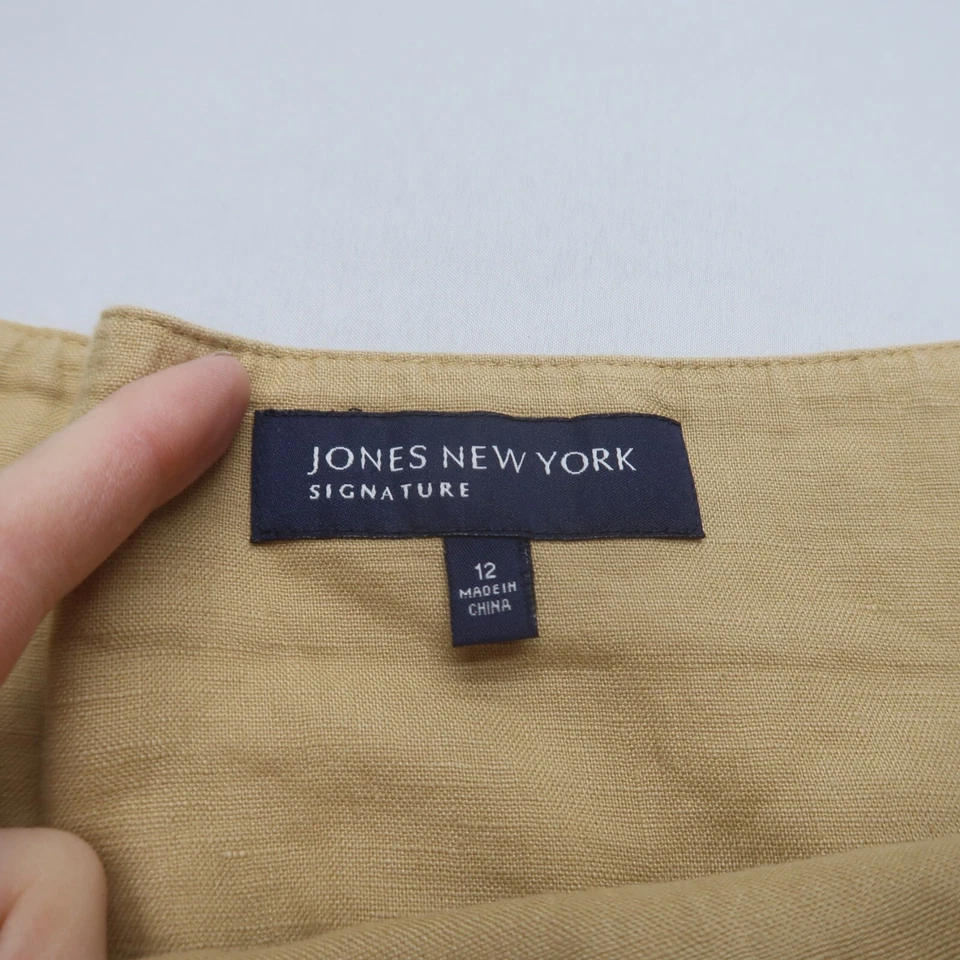 JONES NEW YORK
SIGNATURE
12
MADE IN
CHINA